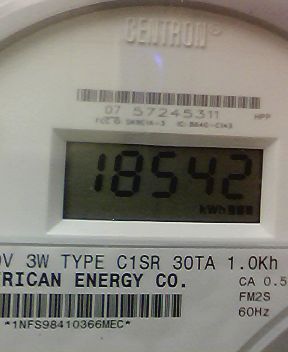 CENTRON®
07 57245311
HPP
18542
kWh
V 3W TYPE C1SR 30TA 1.0Kh
RICAN ENERGY CO.
CA 0.5
FM2S
60Hz
*1NFS98410366MEC*